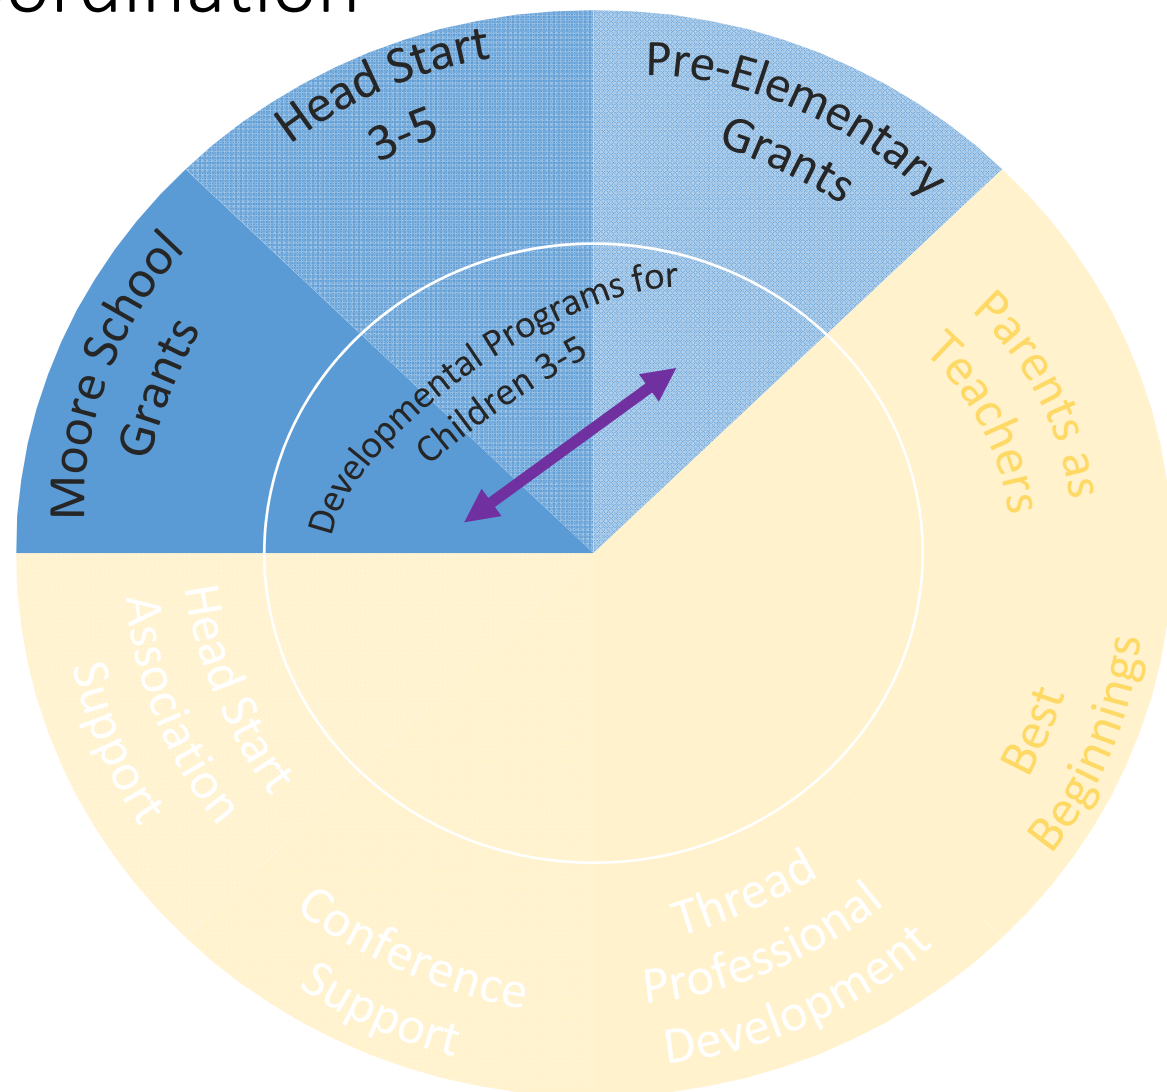 Head Start
3-5
Pre-Elementary
Grants
Moore School
Grants
Developmental Programs for
Children 3-5
Parents as
Teachers
Best
Beginnings
Thread
Professional
Development
Conference
Support
Head Start
Association
Support